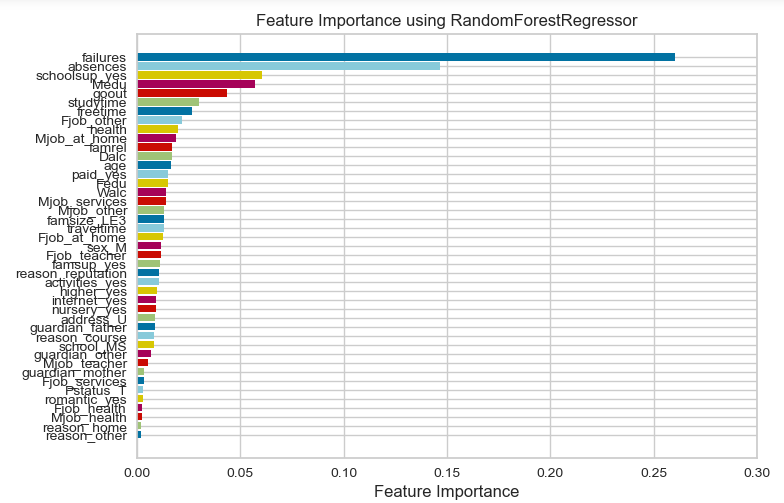 Feature Importance using RandomForestRegressor
failures
absences
schoolsup_yes
Medu
goout
studytime
freetime
Fjob_other
health
Mjob_at_home
famrel
Dalc
age
paid_yes
Fedu
Walc
Mjob_services
Mjob_other
famsize_LE3
traveltime
Fjob_at_home
sex_M
Fjob_teacher
famsup_yes
reason_reputation
activities_yes
higher_yes
internet_yes
nursery_yes
address_U
guardian_father
reason_course
school_MS
guardian_other
Mjob_teacher
guardian_mother
Fjob_services
Pstatus_T
romantic_yes
Fjob_health
Mjob_health
reason_home
reason_other
0.00 0.05 0.10 0.15 0.20 0.25 0.30
Feature Importance